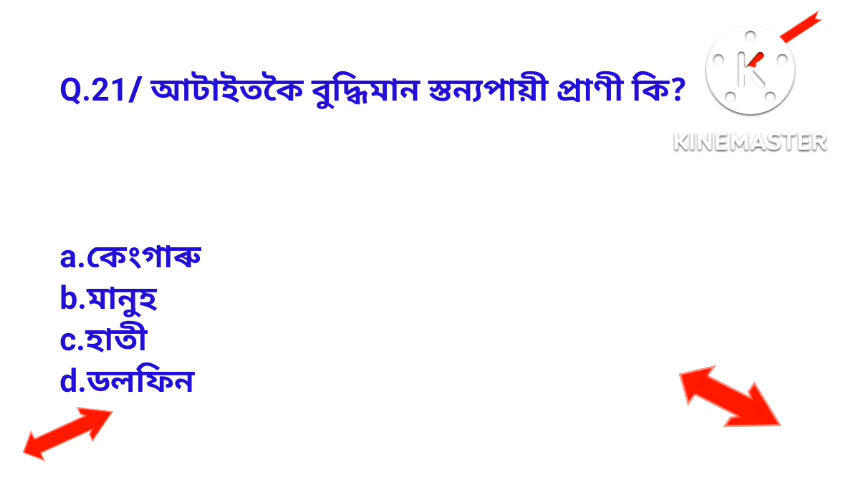 Q.21/ আটাইতকৈ বুদ্ধিমান স্তন্যপায়ী প্ৰাণী কি?
KINEMASTER
a.কেংগাৰু
b.মানুহ
c.হাতী
d.ডলফিন